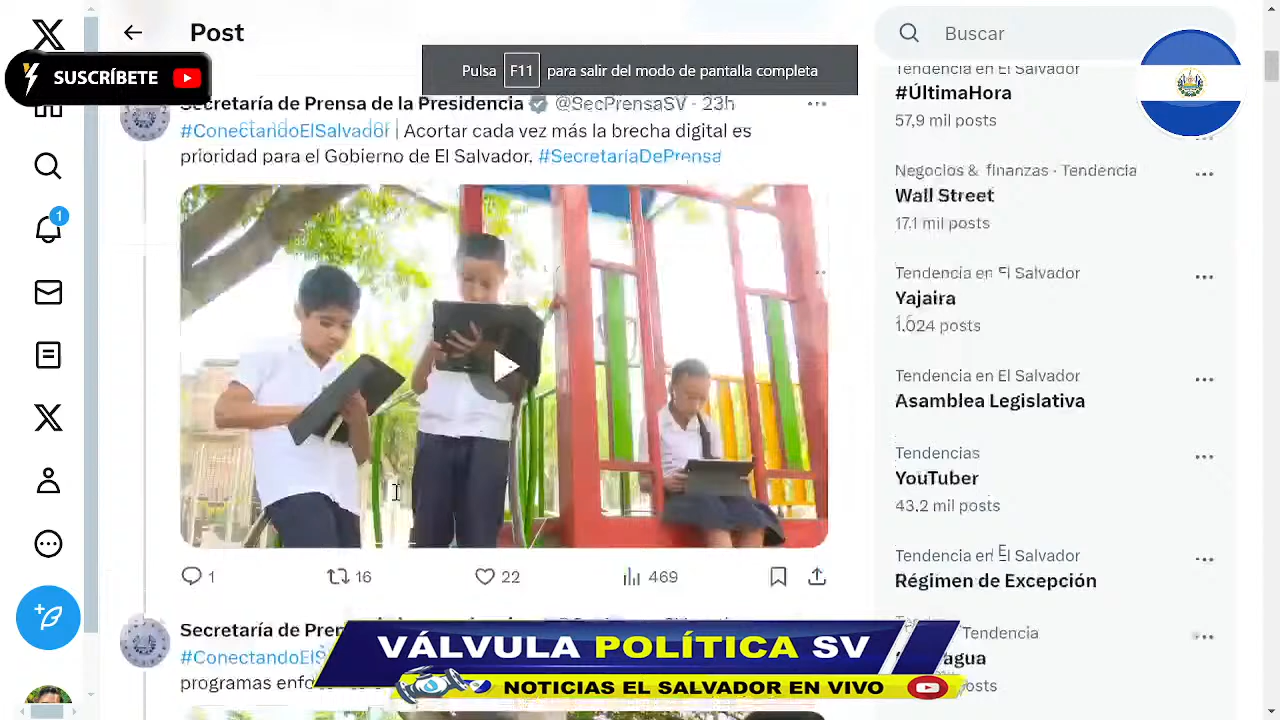 Post
Buscar
Pulsa F11 para salir del modo de pantalla completa
SUSCRÍBETE
Secretaría de Prensa de la Presidencia @SecPrensaSV · 23h
#ConectandoElSalvador | Acortar cada vez más la brecha digital es
prioridad para el Gobierno de El Salvador. #SecretaríaDePrensa
1
16
22
469
Secretaría de Pren
#ConectandoElS
programas enfo
Tendencia en El Salvador
#ÚltimaHora
57,9 mil posts
Negocios & finanzas · Tendencia
Wall Street
17.1 mil posts
Tendencia en El Salvador
Yajaira
1.024 posts
Tendencia en El Salvador
Asamblea Legislativa
Tendencias
YouTuber
43.2 mil posts
Tendencia en El Salvador
Régimen de Excepción
Tendencia
agua
posts
1
VÁLVULA POLÍTICA SV
NOTICIAS EL SALVADOR EN VIVO